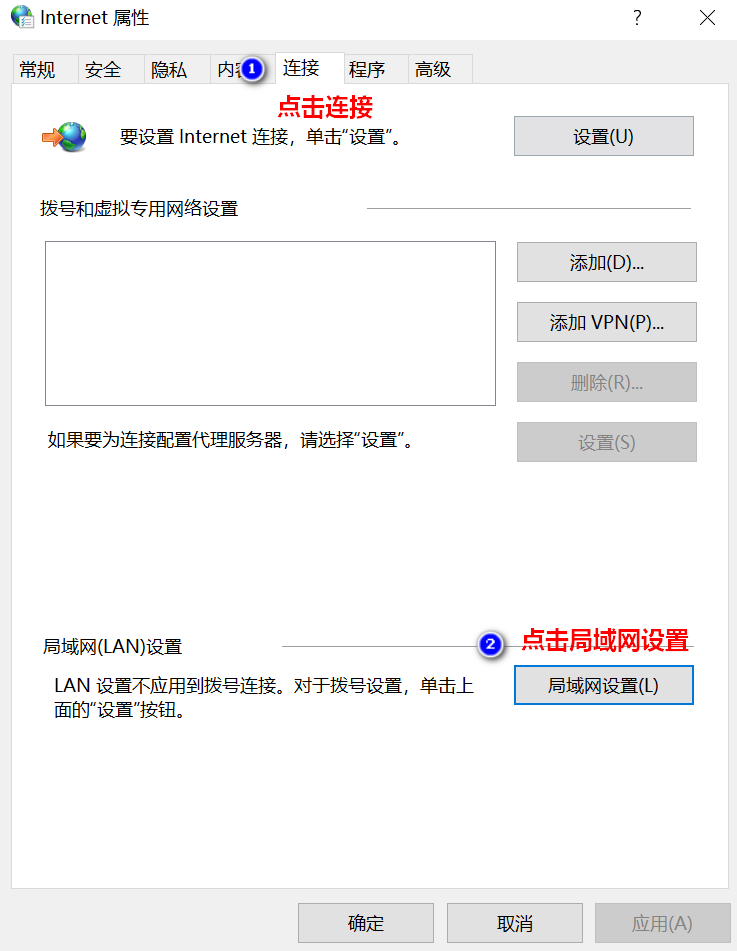 Internet 属性
?
常规
安全
隐私
内容
1
连接
程序
高级
点击连接
要设置 Internet 连接，单击“设置”。
设置(U)
拨号和虚拟专用网络设置
添加(D)...
添加 VPN(P)...
删除(R)...
如果要为连接配置代理服务器，请选择“设置”。
设置(S)
2
点击局域网设置
局域网(LAN)设置
LAN 设置不应用到拨号连接。对于拨号设置，单击上
面的“设置”按钮。
局域网设置(L)
确定
取消
应用(A)